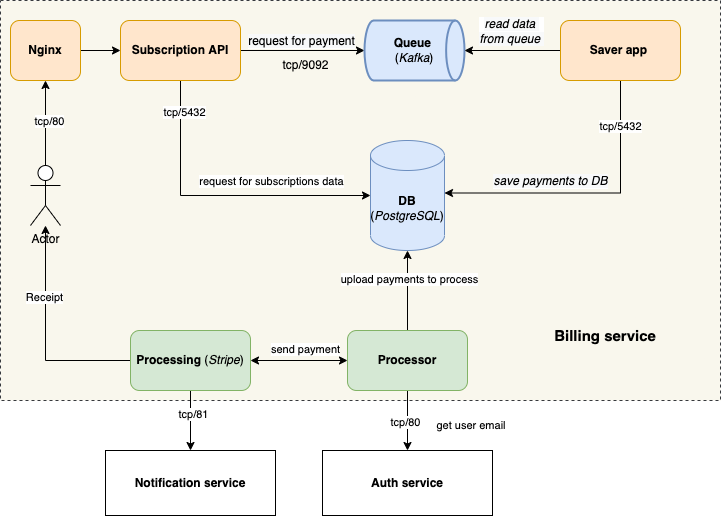 Nginx
Subscription API
request for payment
tcp/9092
Queue
(Kafka)
read data
from queue
Saver app
tcp/80
tcp/5432
tcp/5432
request for subscriptions data
DB
(PostgreSQL)
save payments to DB
Actor
upload payments to process
Receipt
Billing service
Processing (Stripe)
send payment
Processor
tcp/81
tcp/80
get user email
Notification service
Auth service